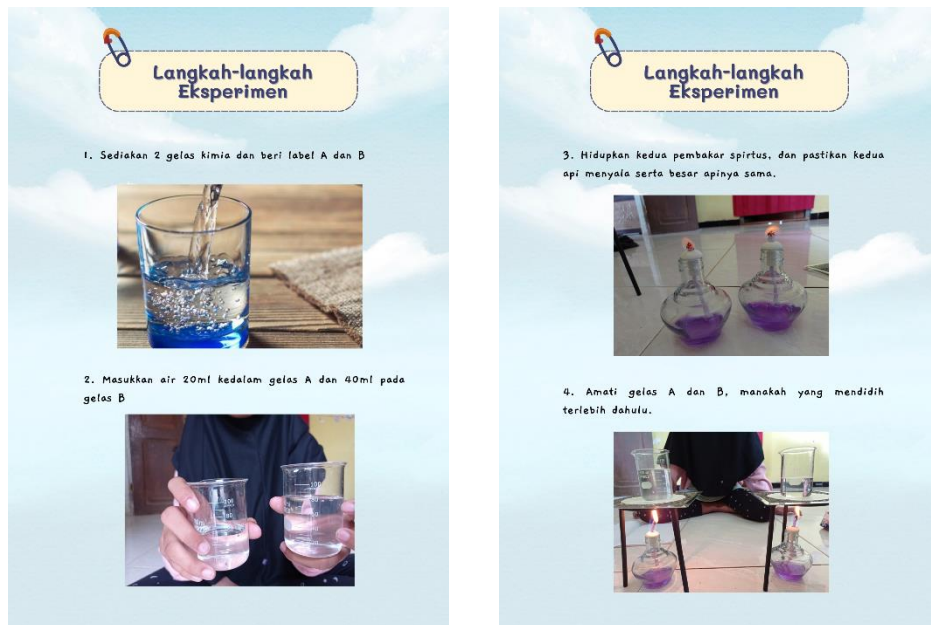 Langkah-langkah
Eksperimen
1. Sediakan 2 gelas kimia dan beri label A dan B
2. Masukkan air 20ml kedalam gelas A dan 40ml pada
gelas B
Langkah-langkah
Eksperimen
3. Hidupkan kedua pembakar spirtus, dan pastikan kedua
api menyala serta besar apinya sama.
4. Amati gelas A dan B, manakah yang mendidih
terlebih dahulu.